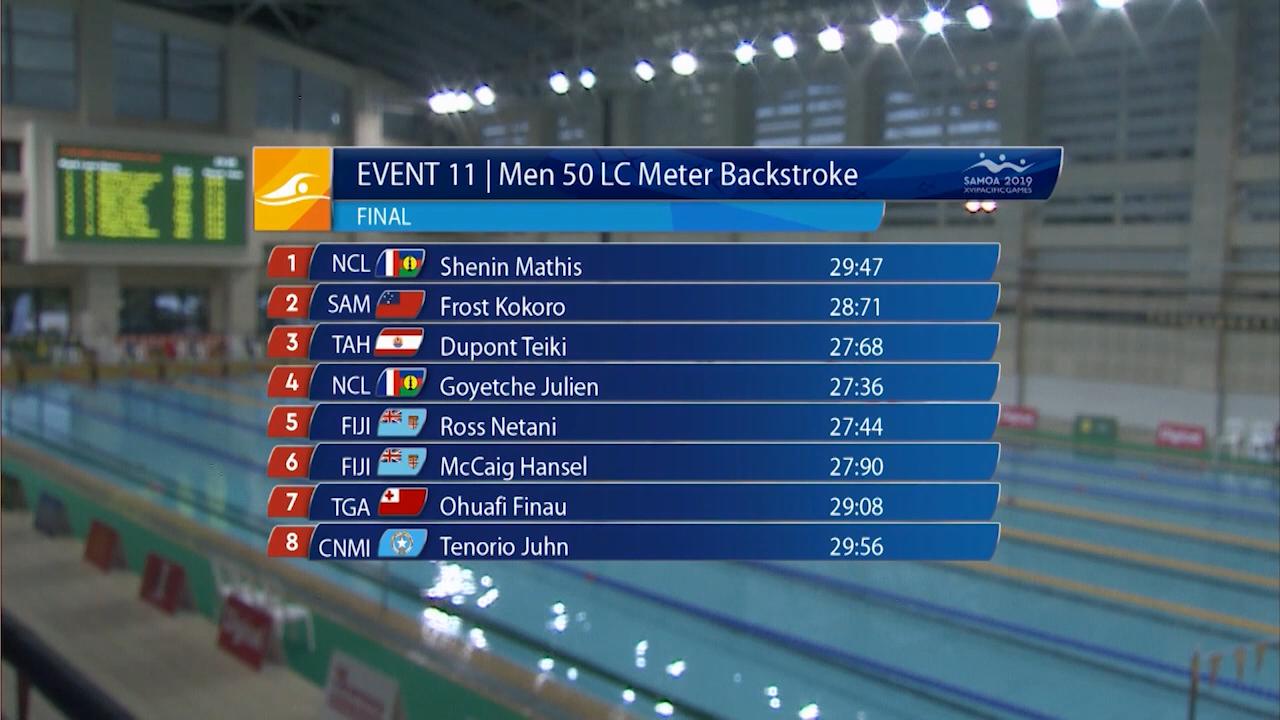 EVENT 11 | Men 50 LC Meter Backstroke
SAMOA 2019
XVI PACIFIC GAMES
FINAL
1 NCL Shenin Mathis 29:47
2 SAM Frost Kokoro 28:71
3 TAH Dupont Teiki 27:68
4 NCL Goyetche Julien 27:36
5 FIJI Ross Netani 27:44
6 FIJI McCaig Hansel 27:90
7 TGA Ohuafi Finau 29:08
8 CNMI Tenorio Juhn 29:56
Digicel
Digicel
Digicel